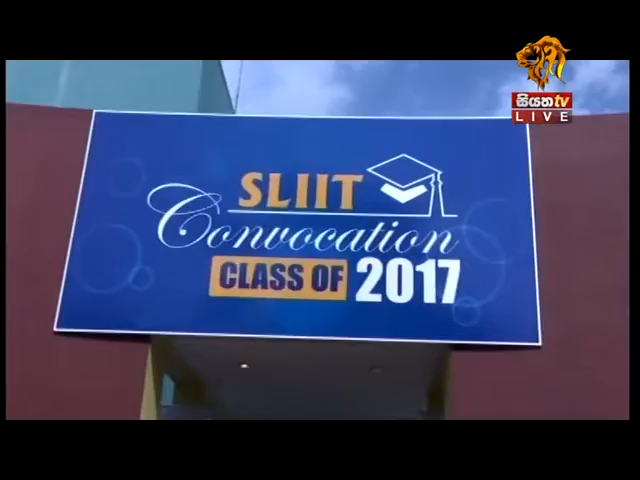 සියත tv
LIVE
SLIIT
Convocation
CLASS OF 2017